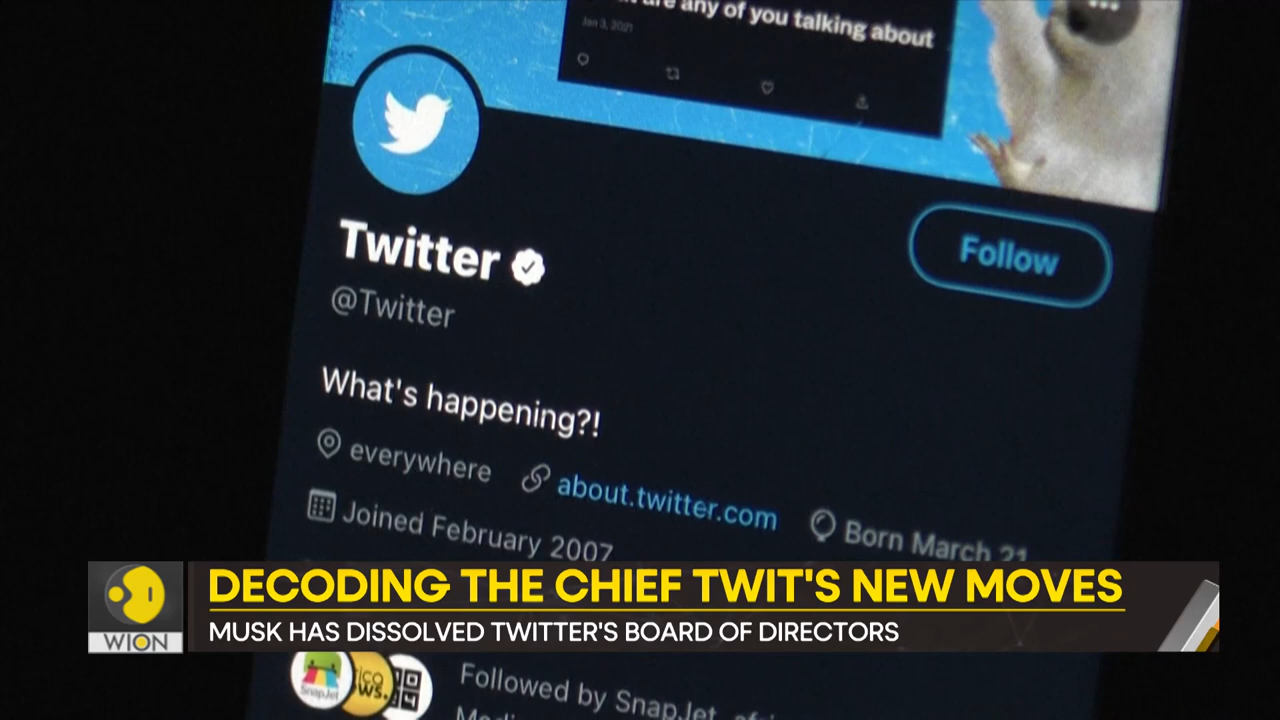 are any of you talking about
Jan 3, 2021
Twitter
@Twitter
Follow
What's happening?!
everywhere
about.twitter.com
Born March 21
Joined February 2007
DECODING THE CHIEF TWIT'S NEW MOVES
MUSK HAS DISSOLVED TWITTER'S BOARD OF DIRECTORS
WION
SnapJet
Followed by SnapJet,